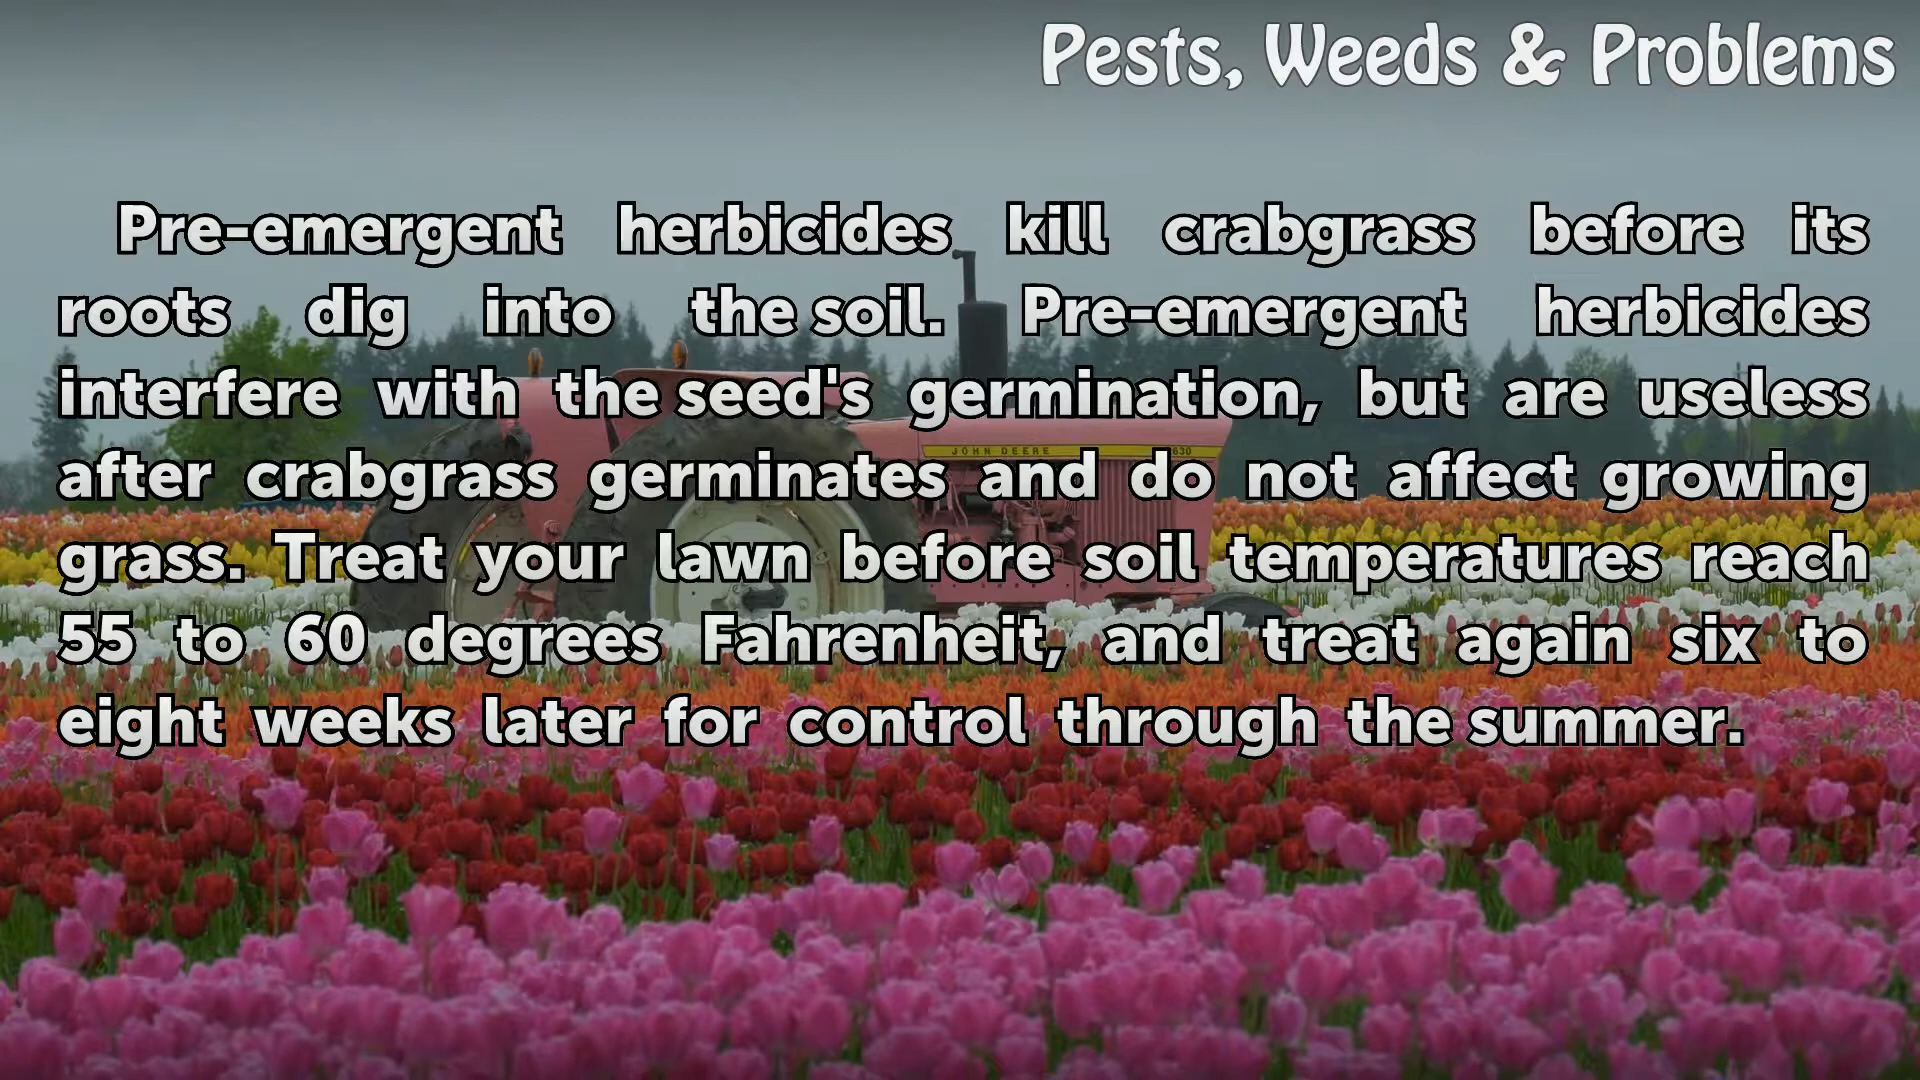 Pests, Weeds & Problems
Pre-emergent herbicides kill crabgrass before its
roots dig into the soil. Pre-emergent herbicides
interfere with the seed's germination, but are useless
after crabgrass germinates and do not affect growing
grass. Treat your lawn before soil temperatures reach
55 to 60 degrees Fahrenheit, and treat again six to
eight weeks later for control through the summer.
JOHN DEERE
630